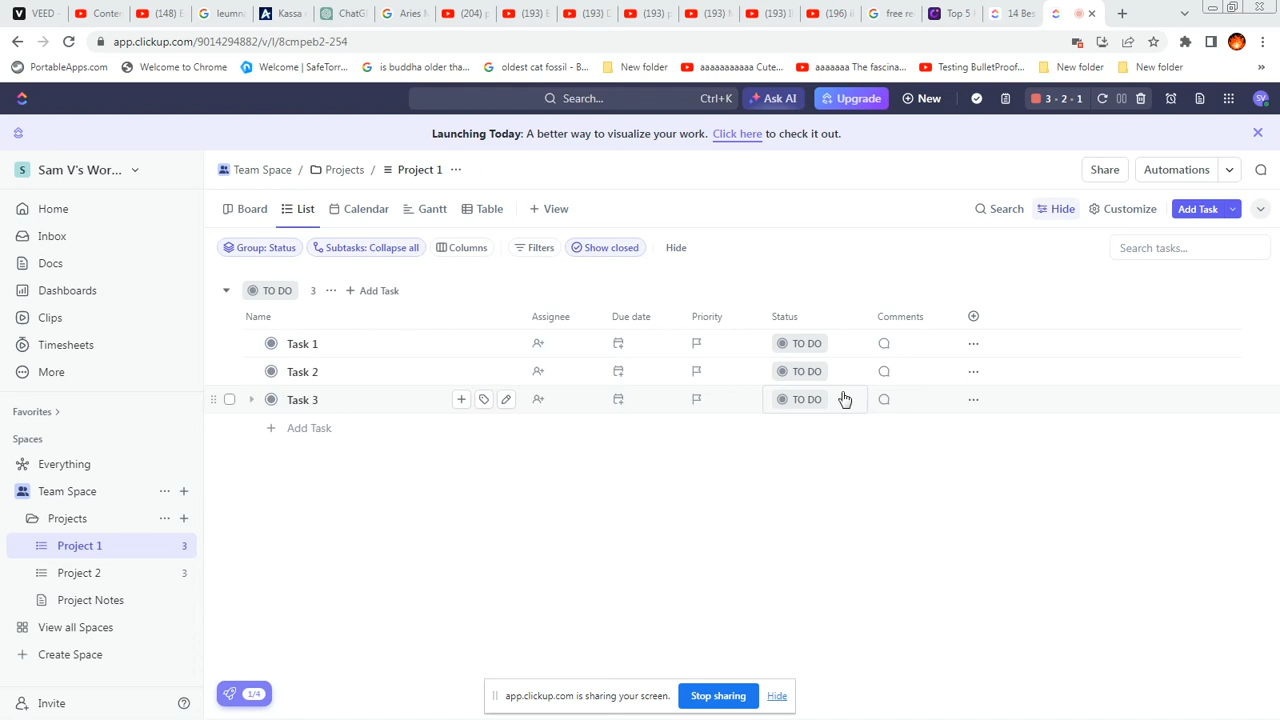 VEED
Conten
(148) E
leumn
Kassa
ChatG
Aries M
(204) p
(193) E
(193) D
(193) p
(193) M
(193) D
(196) i
free re
Top 5 A
14 Bes
app.clickup.com/9014294882/v/l/8cmpeb2-254
PortableApps.com Welcome to Chrome Welcome | SafeTorr... is buddha older tha... oldest cat fossil - B... New folder aaaaaaaaaaa Cute... aaaaaaa The fascina... Testing BulletProof... New folder New folder »
Search... Ctrl+K Ask AI Upgrade New 3 - 2 - 1 SV
Launching Today: A better way to visualize your work. Click here to check it out.
S Sam V's Wor...
Team Space / Projects / Project 1 ...
Share Automations
Home
Inbox
Docs
Dashboards
Clips
Timesheets
More
Favorites
Spaces
Everything
Team Space
Projects
Project 1 3
Project 2 3
Project Notes
View all Spaces
Create Space
Invite
Board List Calendar Gantt Table + View
Search Hide Customize Add Task
Group: Status Subtasks: Collapse all Columns Filters Show closed Hide
Search tasks...
TO DO 3 ... + Add Task
Name Assignee Due date Priority Status Comments
Task 1 TO DO
Task 2 TO DO
Task 3 TO DO
+ Add Task
1/4
app.clickup.com is sharing your screen. Stop sharing Hide